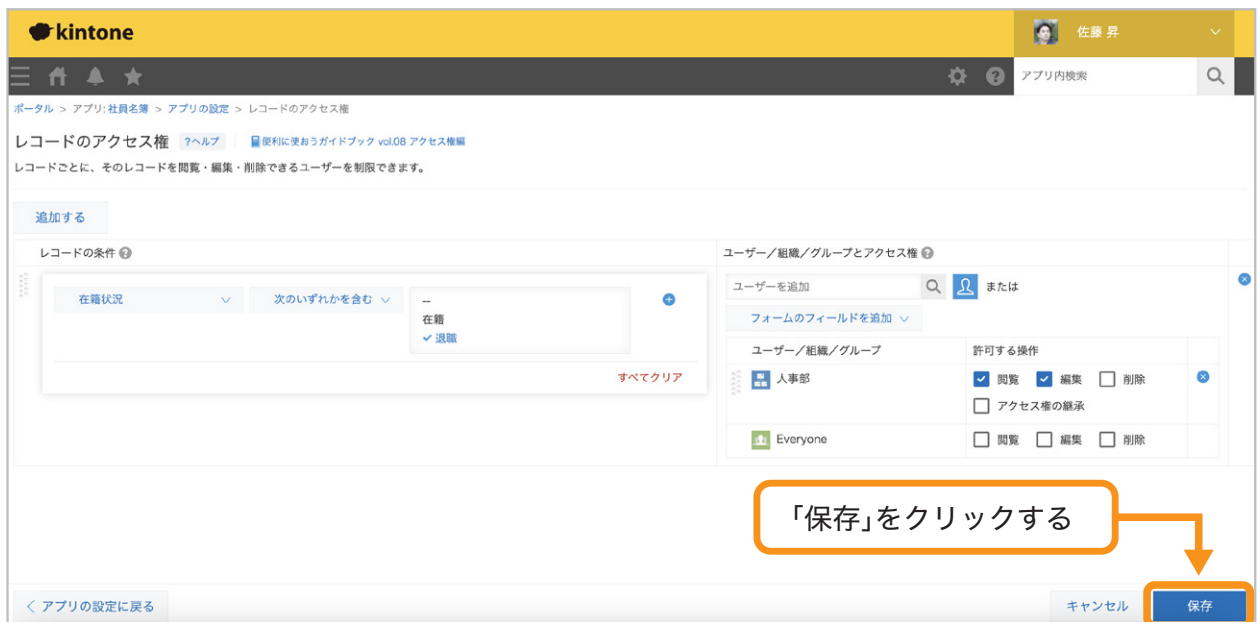 kintone
佐藤 昇
アプリ内検索
ポータル > アプリ: 社員名簿 > アプリの設定 > レコードのアクセス権
レコードのアクセス権 ?ヘルプ 便利に使おうガイドブック vol.08 アクセス権編
レコードごとに、そのレコードを閲覧・編集・削除できるユーザーを制限できます。
追加する
レコードの条件
ユーザー／組織／グループとアクセス権
在籍状況 次のいずれかを含む
--
在籍
退職
すべてクリア
ユーザーを追加 または
フォームのフィールドを追加
ユーザー／組織／グループ 許可する操作
人事部 閲覧 編集 削除
アクセス権の継承
Everyone 閲覧 編集 削除
「保存」をクリックする
アプリの設定に戻る キャンセル 保存